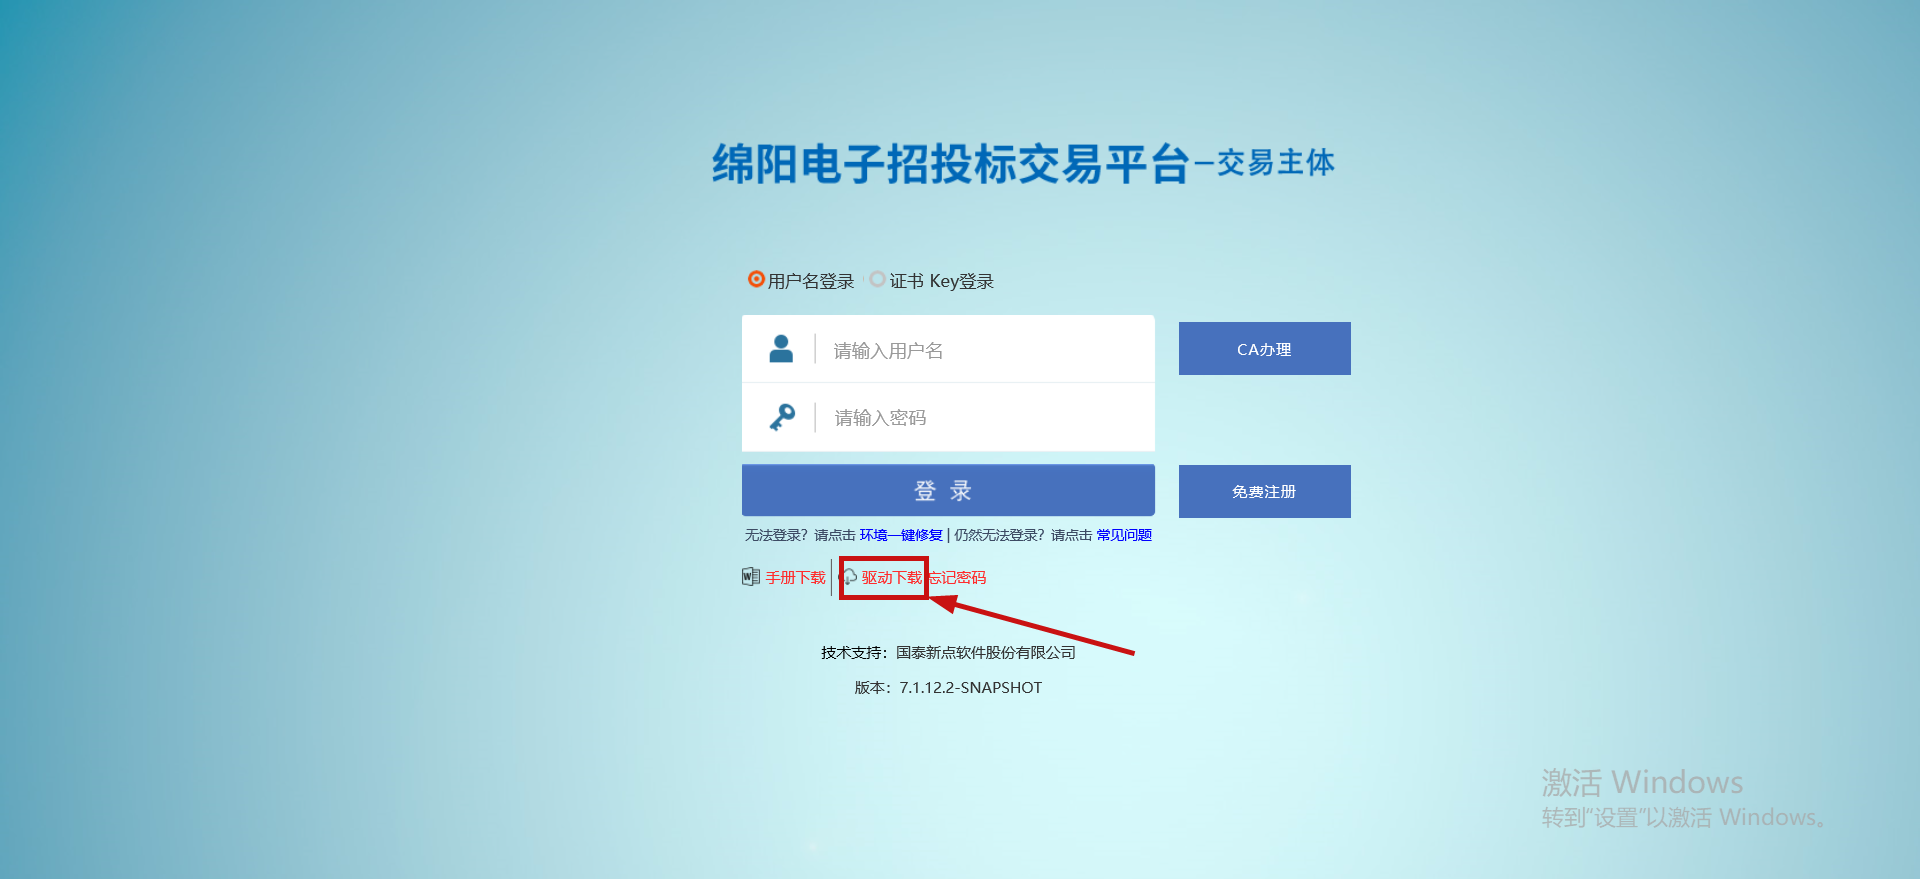 绵阳电子招投标交易平台－交易主体
用户名登录 证书 Key登录
请输入用户名
CA办理
请输入密码
登 录
免费注册
无法登录？请点击 环境一键修复 | 仍然无法登录？请点击 常见问题
手册下载 驱动下载 忘记密码
技术支持：国泰新点软件股份有限公司
版本：7.1.12.2-SNAPSHOT
激活 Windows
转到“设置”以激活 Windows。